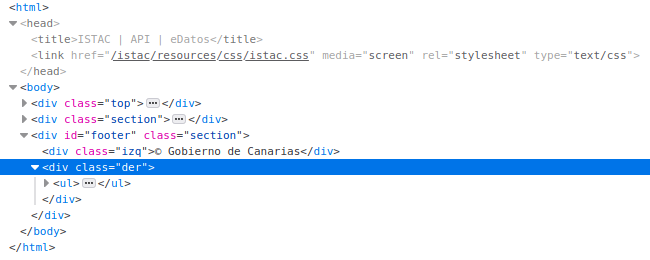 <html>
<head>
<title>ISTAC | API | eDatos</title>
<link href="/istac/resources/css/istac.css" media="screen" rel="stylesheet" type="text/css">
</head>
<body>
<div class="top">⋯</div>
<div class="section">⋯</div>
<div id="footer" class="section">
<div class="izq">© Gobierno de Canarias</div>
<div class="der">
<ul>⋯</ul>
</div>
</div>
</body>
</html>